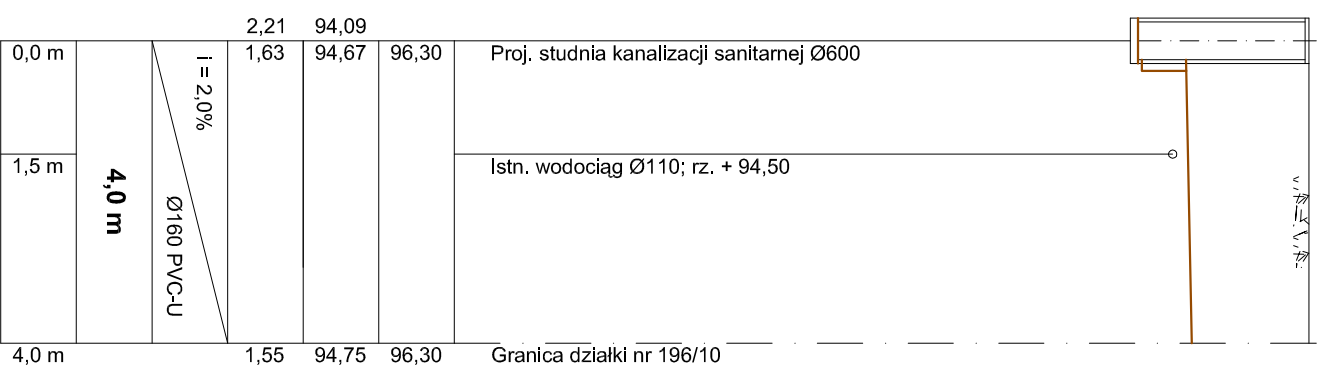 2,21 94,09
0,0 m 1,63 94,67 96,30 Proj. studnia kanalizacji sanitarnej Ø600
i = 2,0%
1,5 m Istn. wodociąg Ø110; rz. + 94,50
4,0 m
Ø160 PVC-U
4,0 m 1,55 94,75 96,30 Granica działki nr 196/10